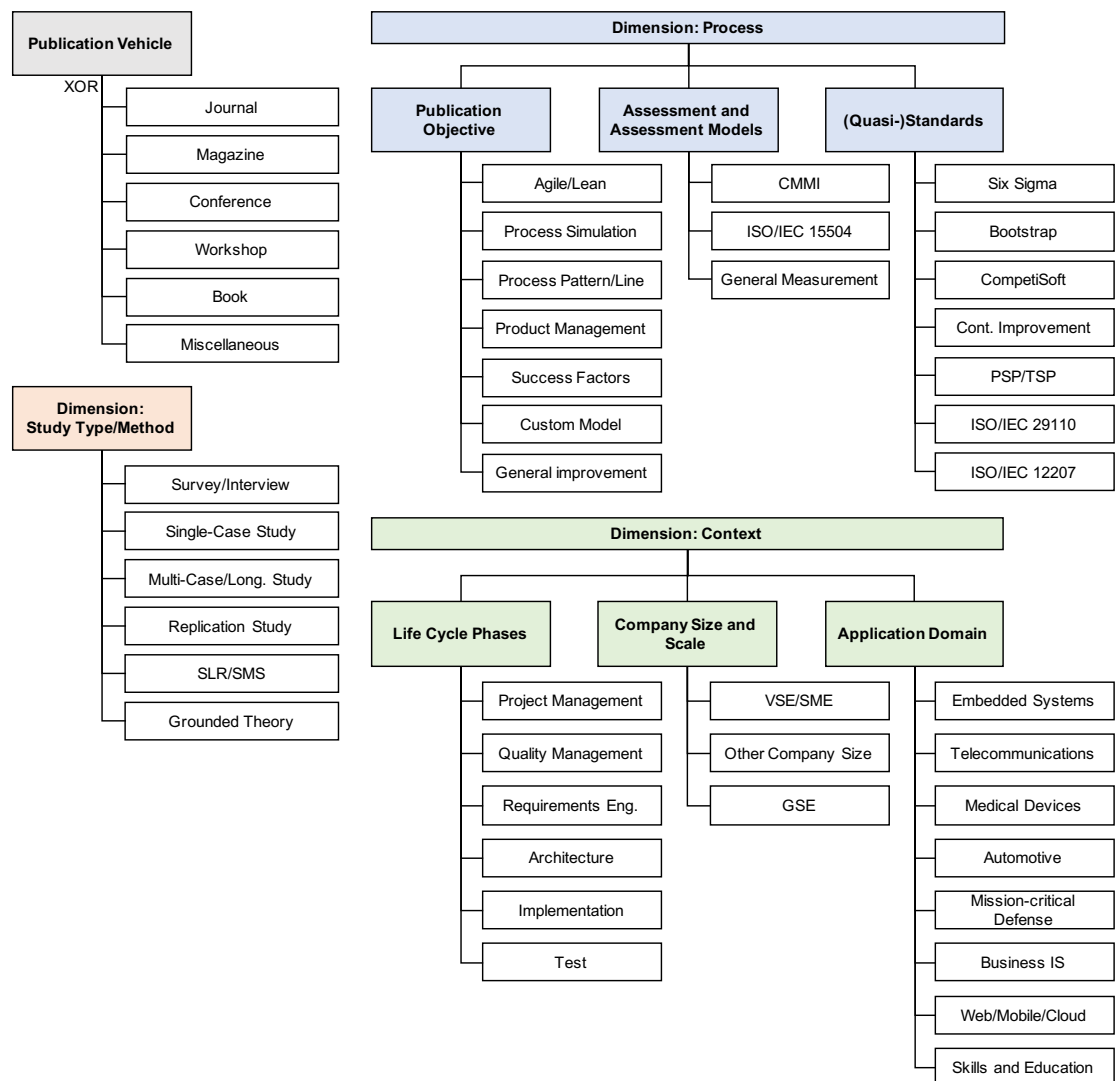 Publication Vehicle
XOR
Journal
Magazine
Conference
Workshop
Book
Miscellaneous
Dimension:
Study Type/Method
Survey/Interview
Single-Case Study
Multi-Case/Long. Study
Replication Study
SLR/SMS
Grounded Theory
Dimension: Process
Publication
Objective
Agile/Lean
Process Simulation
Process Pattern/Line
Product Management
Success Factors
Custom Model
General improvement
Assessment and
Assessment Models
CMMI
ISO/IEC 15504
General Measurement
(Quasi-)Standards
Six Sigma
Bootstrap
CompetiSoft
Cont. Improvement
PSP/TSP
ISO/IEC 29110
ISO/IEC 12207
Dimension: Context
Life Cycle Phases
Project Management
Quality Management
Requirements Eng.
Architecture
Implementation
Test
Company Size and
Scale
VSE/SME
Other Company Size
GSE
Application Domain
Embedded Systems
Telecommunications
Medical Devices
Automotive
Mission-critical
Defense
Business IS
Web/Mobile/Cloud
Skills and Education